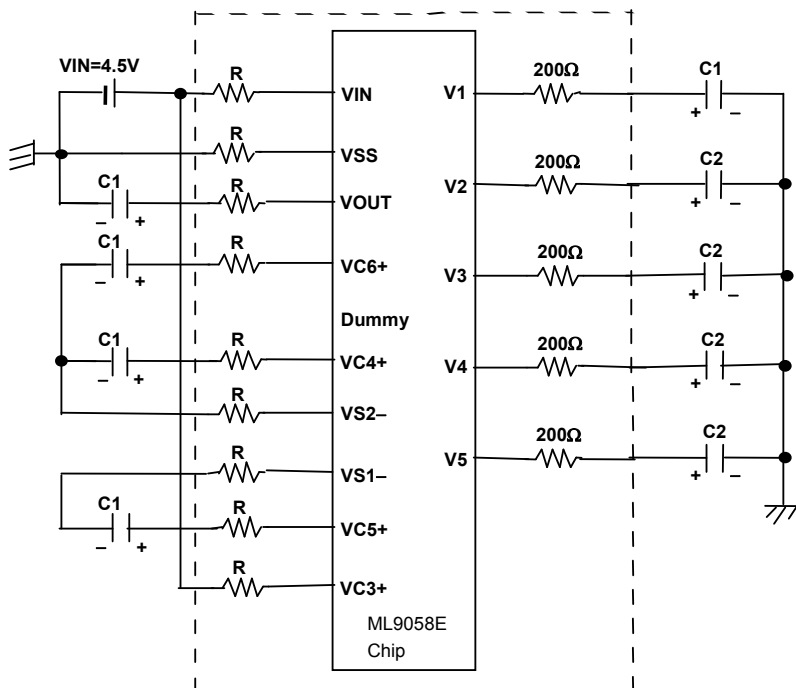 VIN=4.5V
R
VIN
V1
200Ω
C1
+ –
R
VSS
C1
– +
R
VOUT
V2
200Ω
C2
+ –
C1
– +
R
VC6+
V3
200Ω
C2
+ –
Dummy
C1
– +
R
VC4+
V4
200Ω
C2
+ –
R
VS2–
R
VS1–
V5
200Ω
C2
+ –
C1
– +
R
VC5+
R
VC3+
ML9058E
Chip